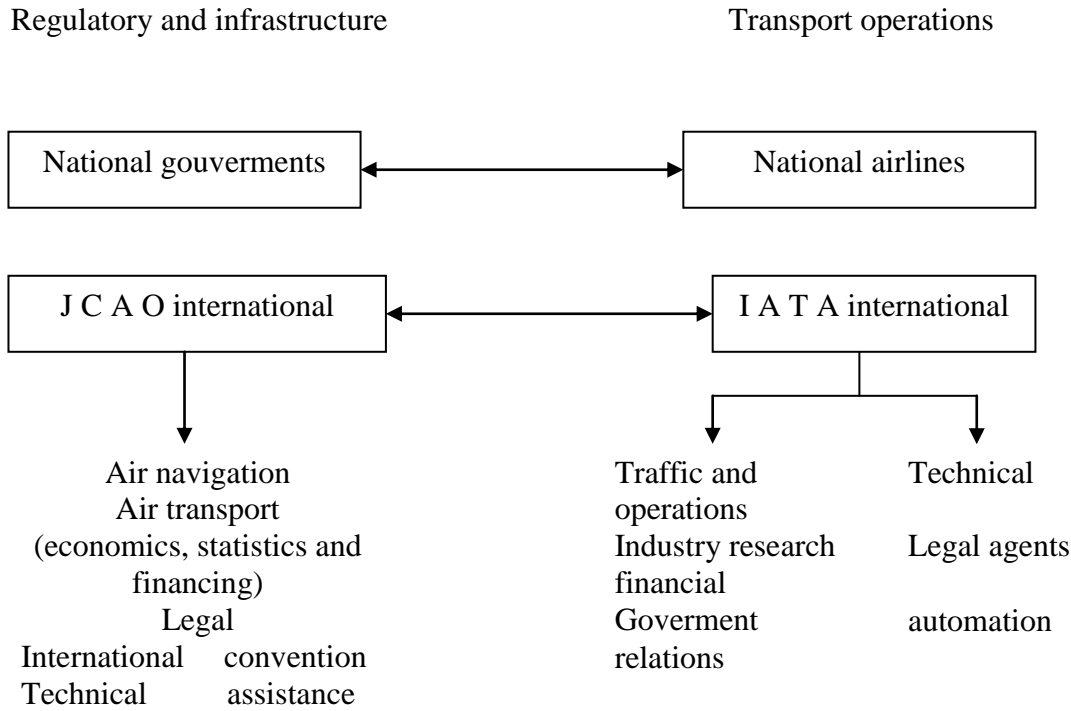 Regulatory and infrastructure
Transport operations
National gouverments
National airlines
J C A O international
I A T A international
Air navigation
Air transport
(economics, statistics and
financing)
Legal
International convention
Technical assistance
Traffic and
operations
Industry research
financial
Goverment
relations
Technical
Legal agents
automation